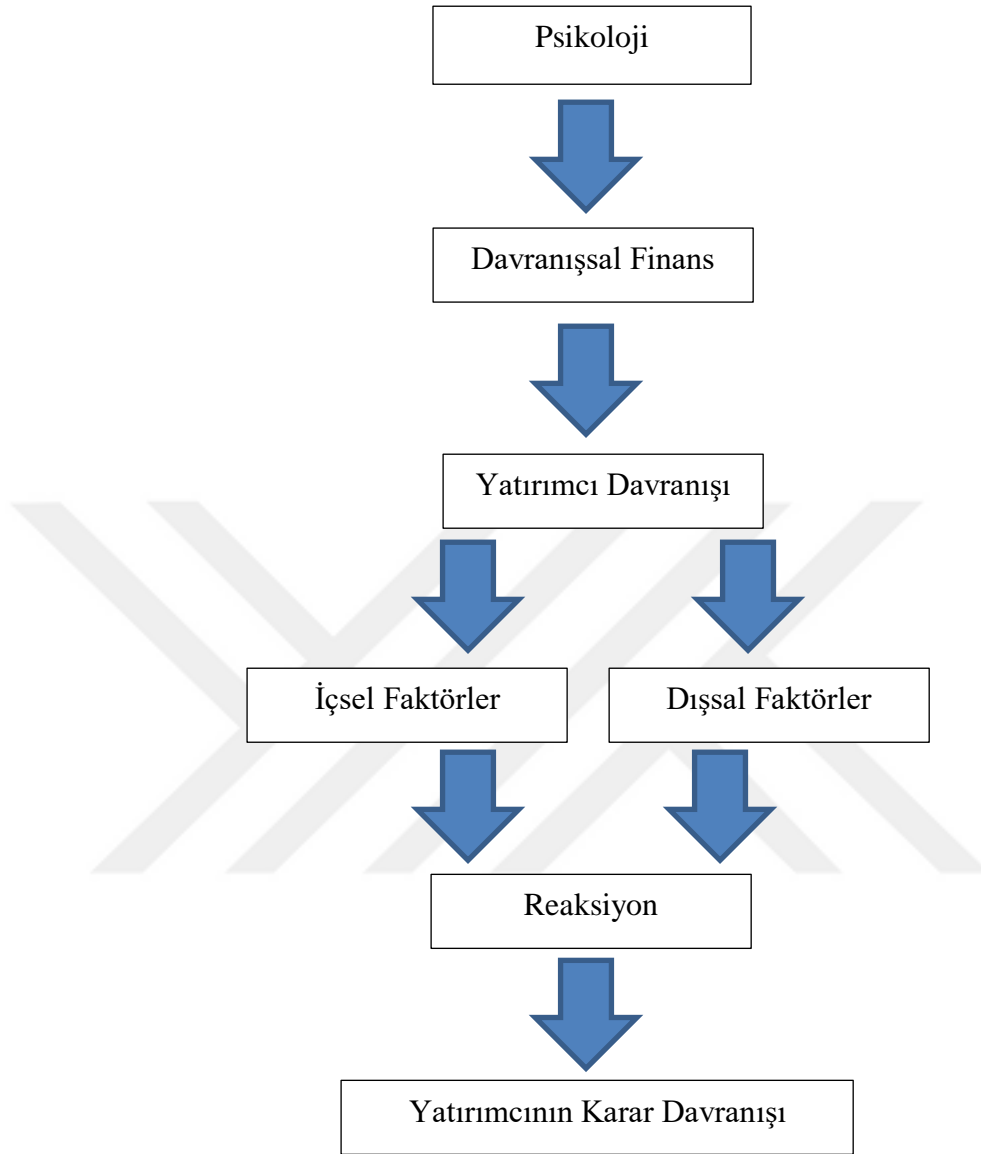 Psikoloji
Davranışsal Finans
Yatırımcı Davranışı
İçsel Faktörler
Dışsal Faktörler
Reaksiyon
Yatırımcının Karar Davranışı